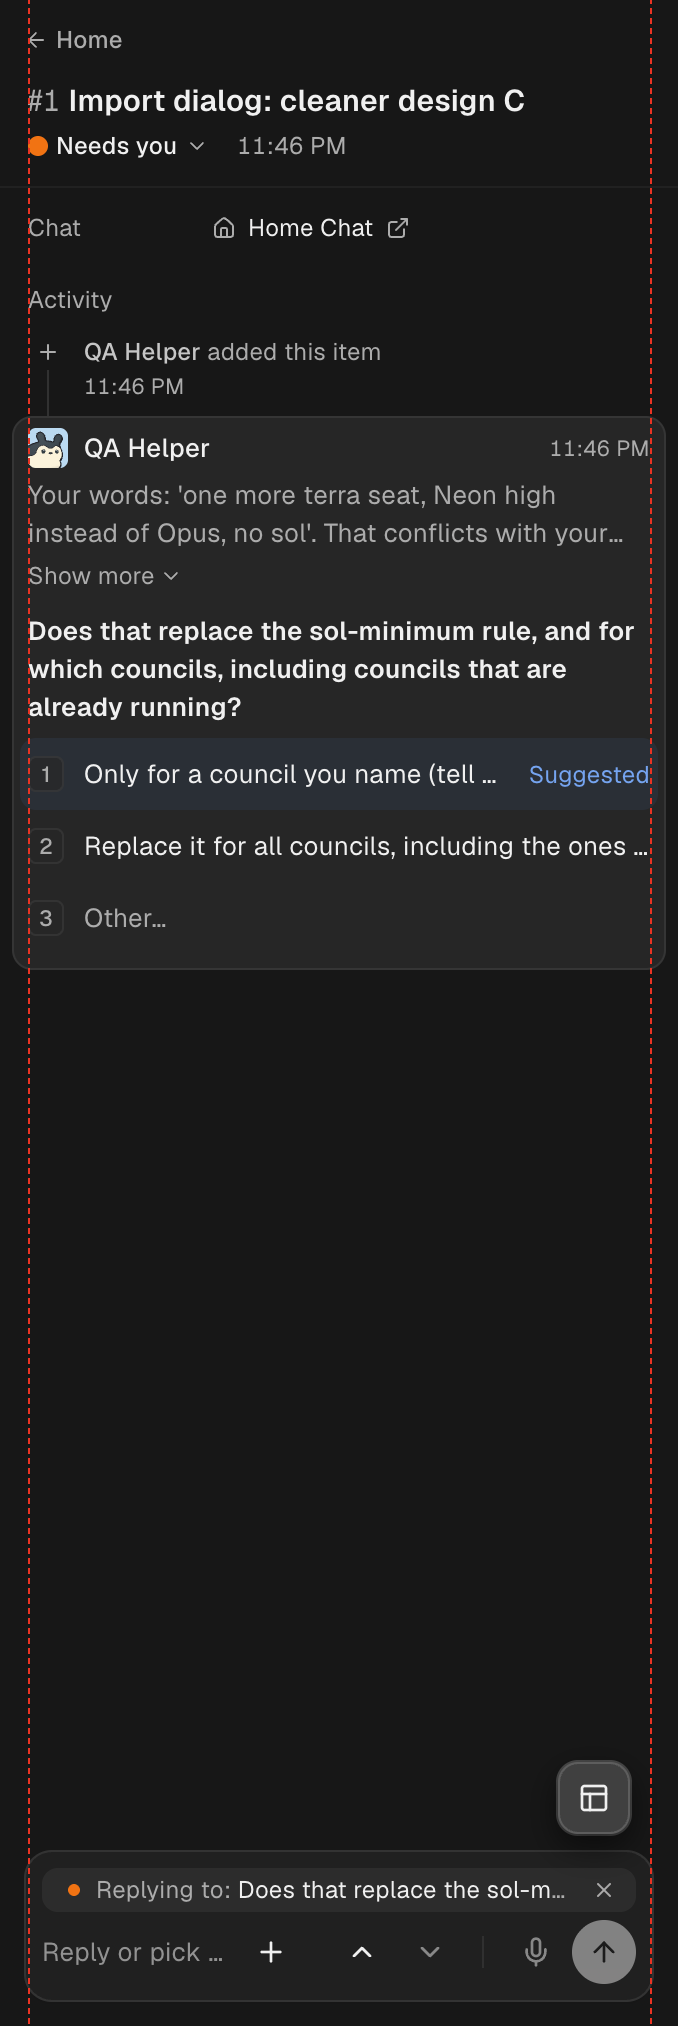 Home
#1 Import dialog: cleaner design C
Needs you 11:46 PM
Chat Home Chat
Activity
QA Helper added this item
11:46 PM
QA Helper 11:46 PM
Your words: 'one more terra seat, Neon high
instead of Opus, no sol'. That conflicts with your…
Show more
Does that replace the sol-minimum rule, and for
which councils, including councils that are
already running?
1 Only for a council you name (tell … Suggested
2 Replace it for all councils, including the ones …
3 Other…
Replying to: Does that replace the sol-m…
Reply or pick …